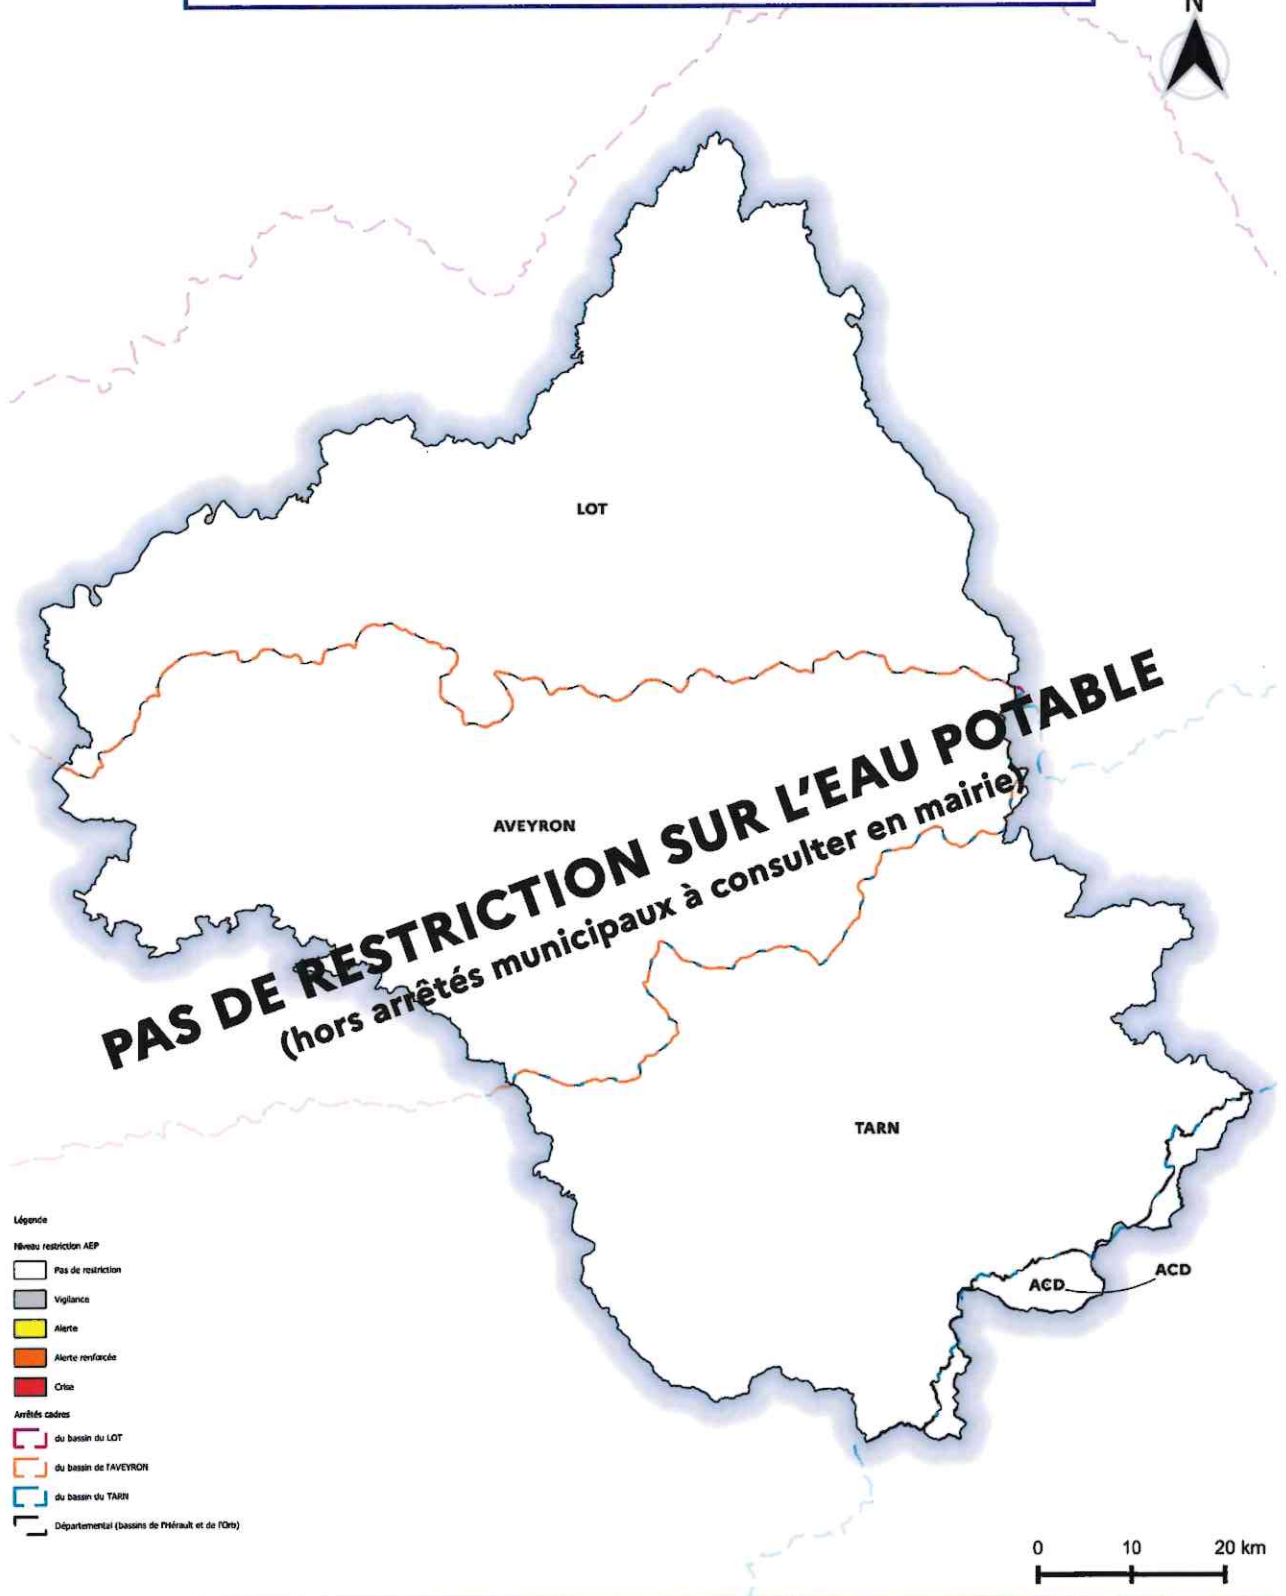 N
LOT
AVEYRON
PAS DE RESTRICTION SUR L'EAU POTABLE
(hors arrêtés municipaux à consulter en mairie)
TARN
ACD
ACD
Légende
Niveau restriction AEP
Pas de restriction
Vigilance
Alerte
Alerte renforcée
Crise
Arrêtés cadres
du bassin du LOT
du bassin de l'AVEYRON
du bassin du TARN
Départemental (bassins de l'Hérault et de l'Orb)
0 10 20 km